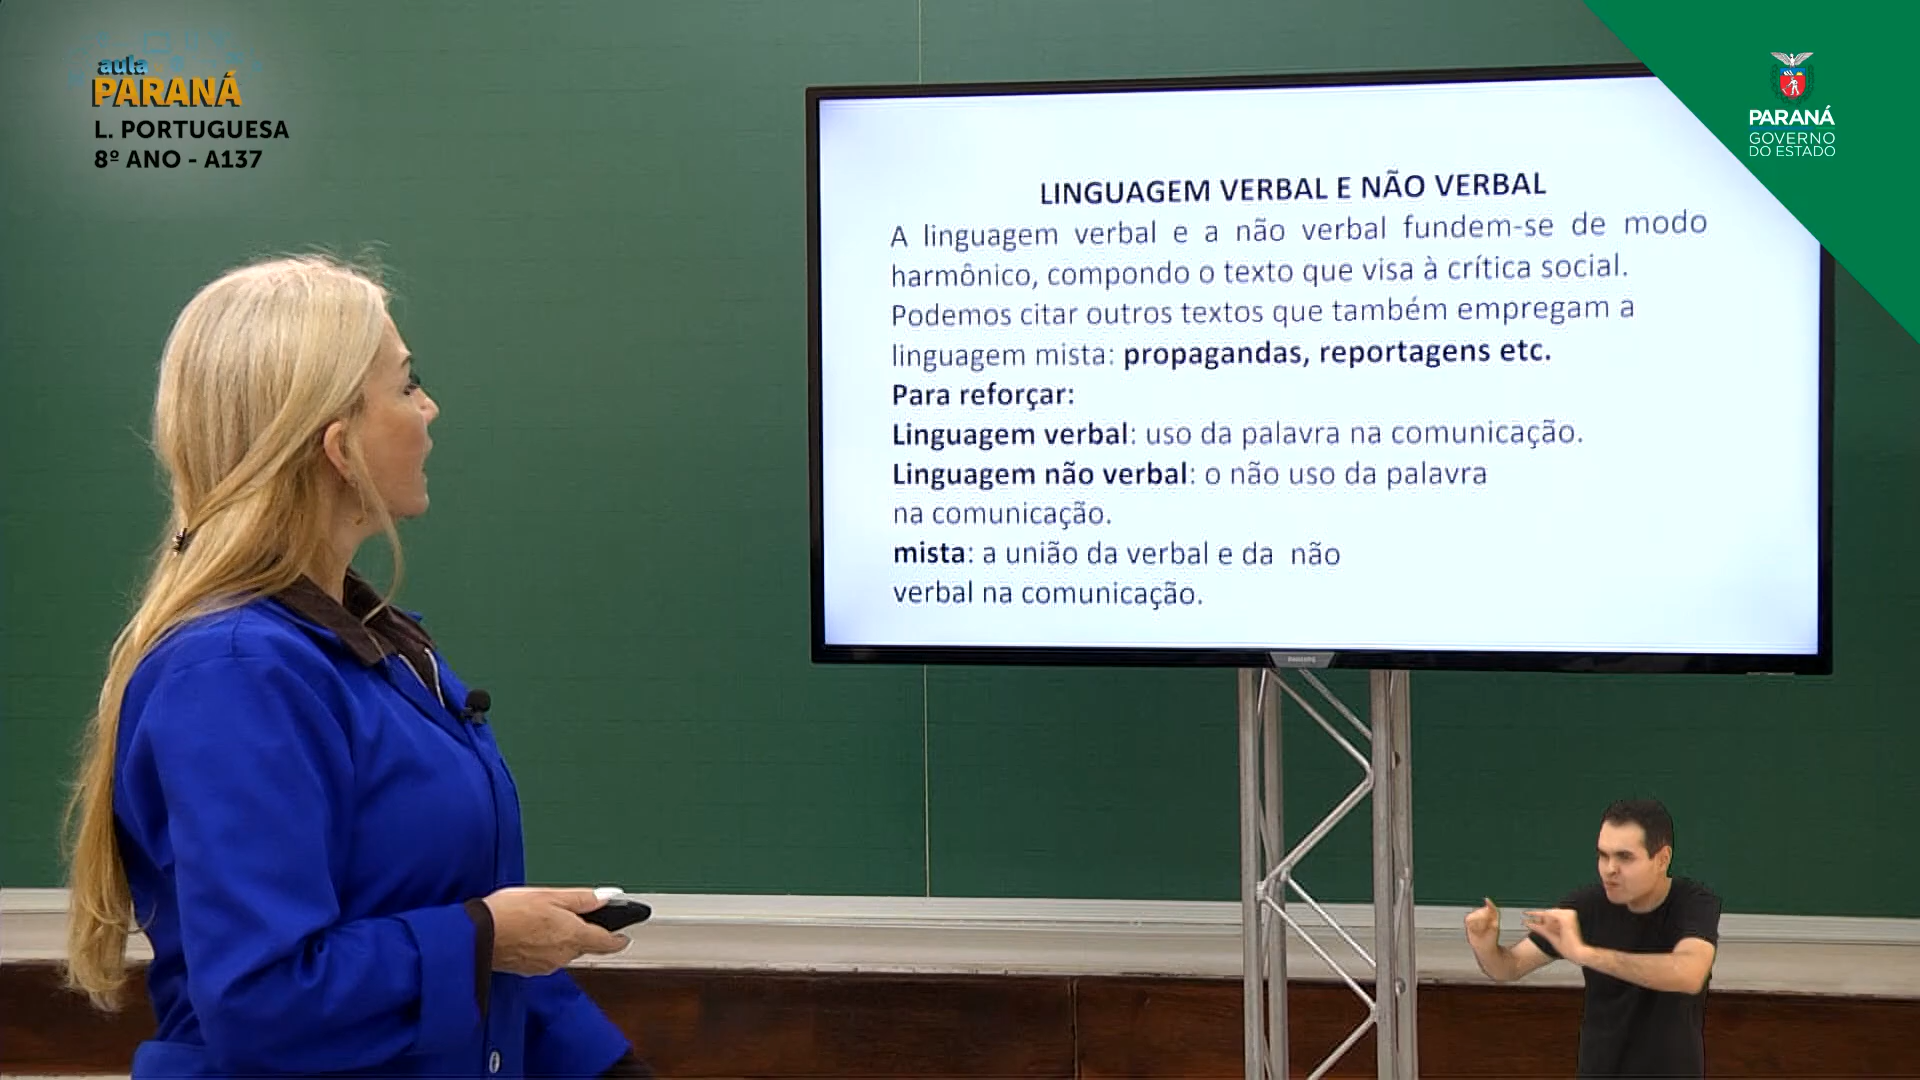 aula
PARANÁ
L. PORTUGUESA
8º ANO - A137
PARANÁ
GOVERNO
DO ESTADO
LINGUAGEM VERBAL E NÃO VERBAL
A linguagem verbal e a não verbal fundem-se de modo
harmônico, compondo o texto que visa à crítica social.
Podemos citar outros textos que também empregam a
linguagem mista: propagandas, reportagens etc.
Para reforçar:
Linguagem verbal: uso da palavra na comunicação.
Linguagem não verbal: o não uso da palavra
na comunicação.
mista: a união da verbal e da não
verbal na comunicação.
PHILIPS